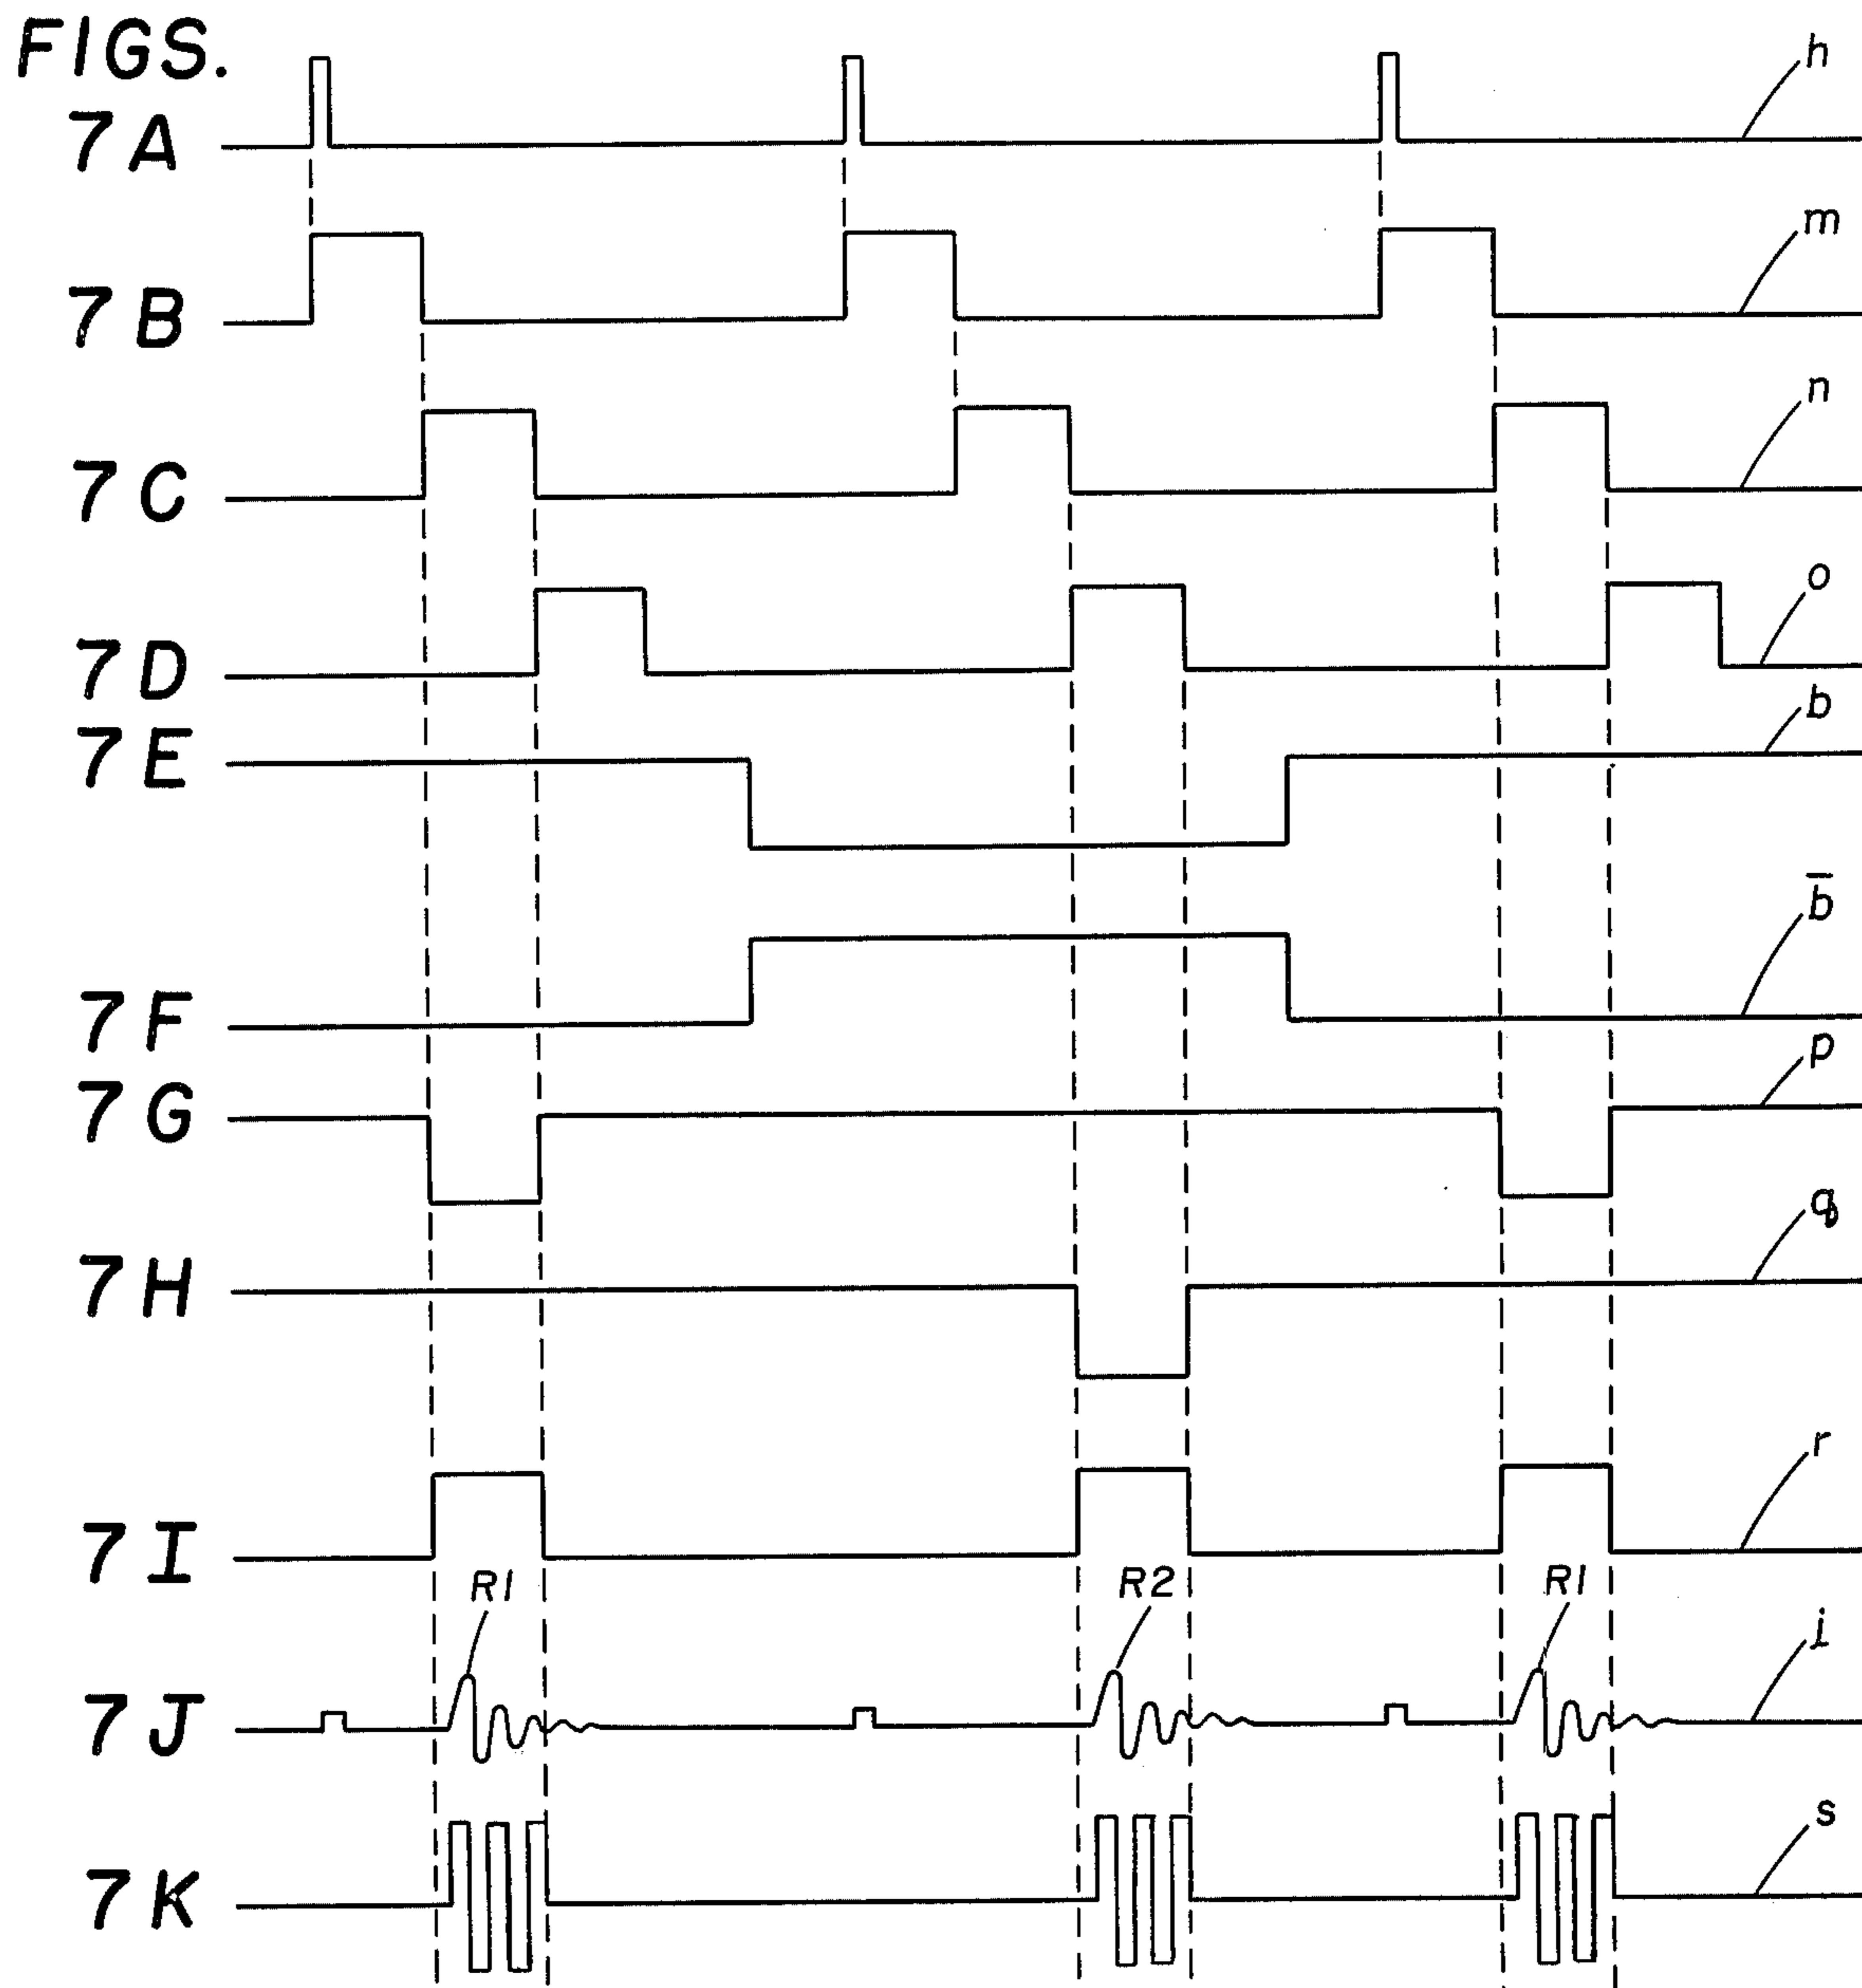 FIGS.
7A h
7B m
7C n
7D o
7E b
7F b̅
7G p
7H q
7I r
R1 R2 R1
7J i
7K s